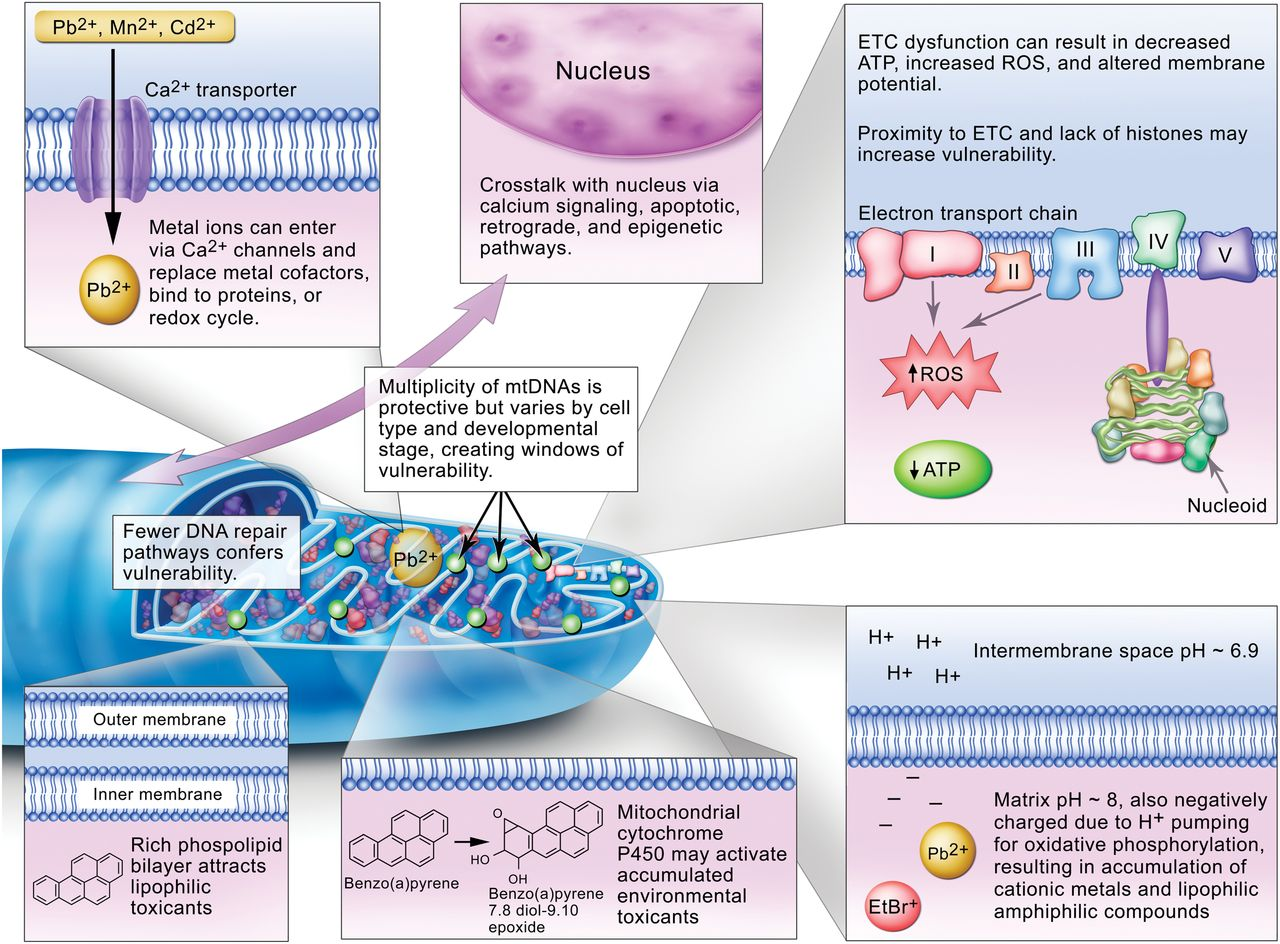 Pb2+, Mn2+, Cd2+
Ca2+ transporter
Metal ions can enter
via Ca2+ channels and
replace metal cofactors,
bind to proteins, or
redox cycle.
Pb2+
Nucleus
Crosstalk with nucleus via
calcium signaling, apoptotic,
retrograde, and epigenetic
pathways.
ETC dysfunction can result in decreased
ATP, increased ROS, and altered membrane
potential.
Proximity to ETC and lack of histones may
increase vulnerability.
Electron transport chain
I
II
III
IV
V
↑ROS
↓ATP
Nucleoid
Multiplicity of mtDNAs is
protective but varies by cell
type and developmental
stage, creating windows of
vulnerability.
Fewer DNA repair
pathways confers
vulnerability.
Pb2+
Outer membrane
Inner membrane
Rich phospolipid
bilayer attracts
lipophilic
toxicants
Benzo(a)pyrene
O
HO
OH
Benzo(a)pyrene
7.8 diol-9.10
epoxide
Mitochondrial
cytochrome
P450 may activate
accumulated
environmental
toxicants
H+
H+
H+
H+
Intermembrane space pH ~ 6.9
– – – –
Matrix pH ~ 8, also negatively
charged due to H+ pumping
for oxidative phosphorylation,
resulting in accumulation of
cationic metals and lipophilic
amphiphilic compounds
Pb2+
EtBr+